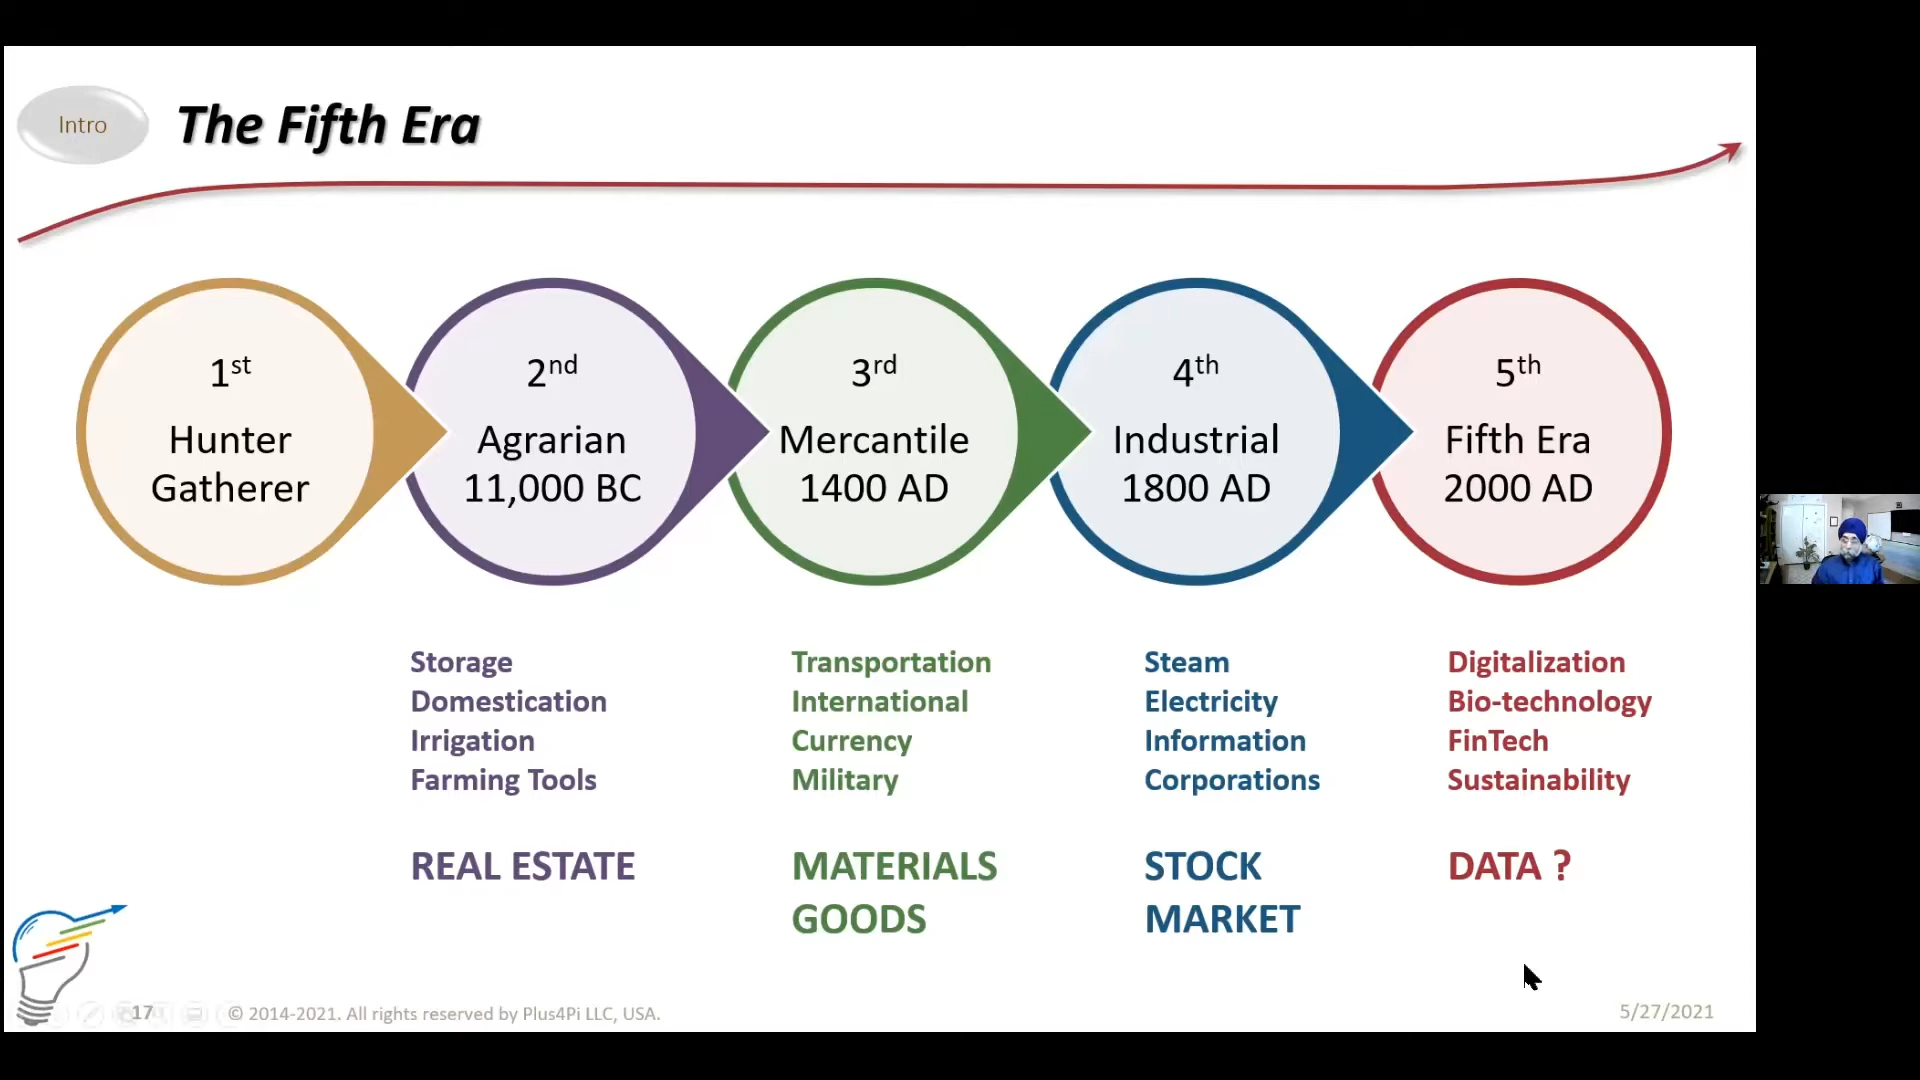 Intro
The Fifth Era
1st
Hunter
Gatherer
2nd
Agrarian
11,000 BC
3rd
Mercantile
1400 AD
4th
Industrial
1800 AD
5th
Fifth Era
2000 AD
Storage
Domestication
Irrigation
Farming Tools
REAL ESTATE
Transportation
International
Currency
Military
MATERIALS
GOODS
Steam
Electricity
Information
Corporations
STOCK
MARKET
Digitalization
Bio-technology
FinTech
Sustainability
DATA ?
17
© 2014-2021. All rights reserved by Plus4Pi LLC, USA.
5/27/2021